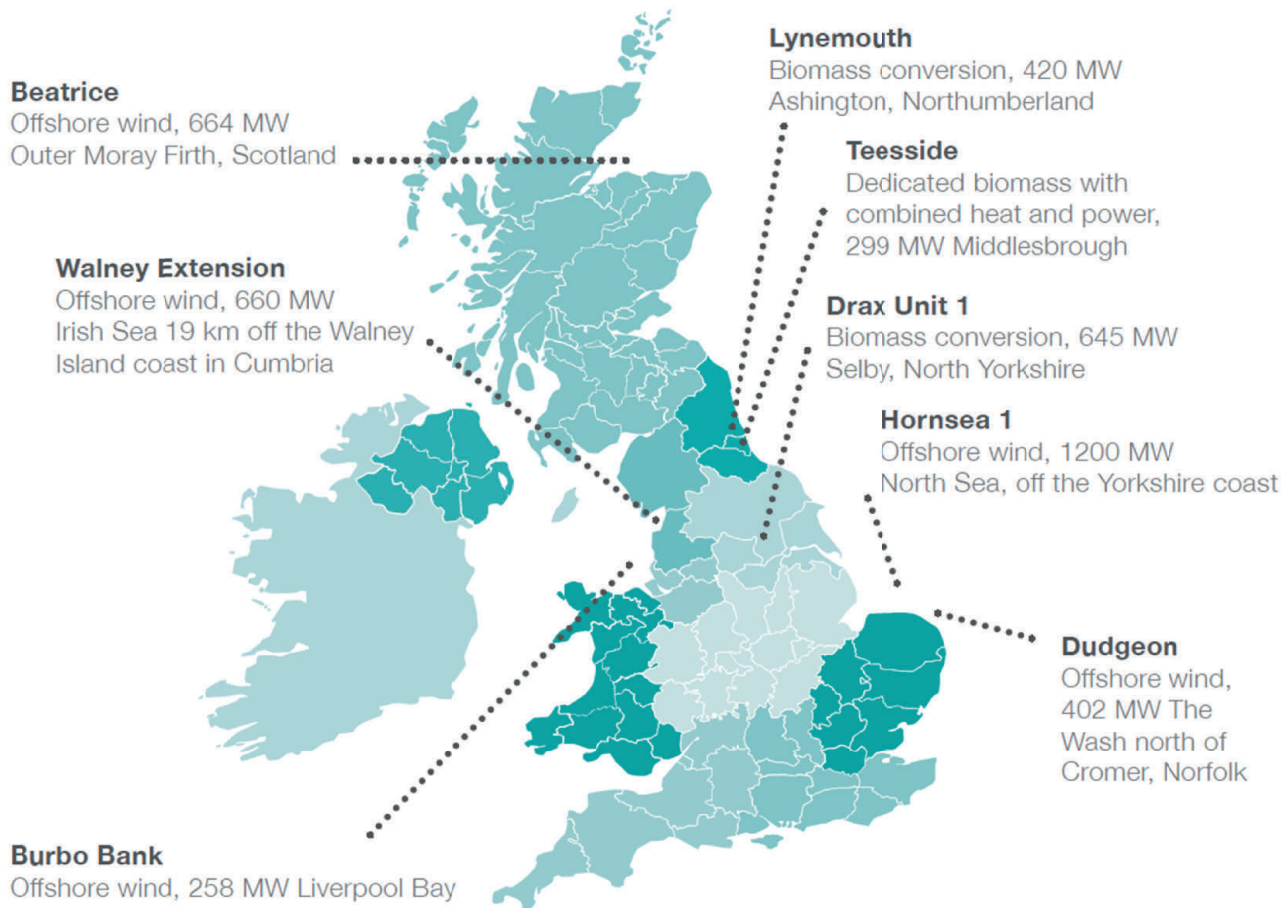 Lynemouth
Biomass conversion, 420 MW
Ashington, Northumberland
Beatrice
Offshore wind, 664 MW
Outer Moray Firth, Scotland
Teesside
Dedicated biomass with
combined heat and power,
299 MW Middlesbrough
Walney Extension
Offshore wind, 660 MW
Irish Sea 19 km off the Walney
Island coast in Cumbria
Drax Unit 1
Biomass conversion, 645 MW
Selby, North Yorkshire
Hornsea 1
Offshore wind, 1200 MW
North Sea, off the Yorkshire coast
Dudgeon
Offshore wind,
402 MW The
Wash north of
Cromer, Norfolk
Burbo Bank
Offshore wind, 258 MW Liverpool Bay